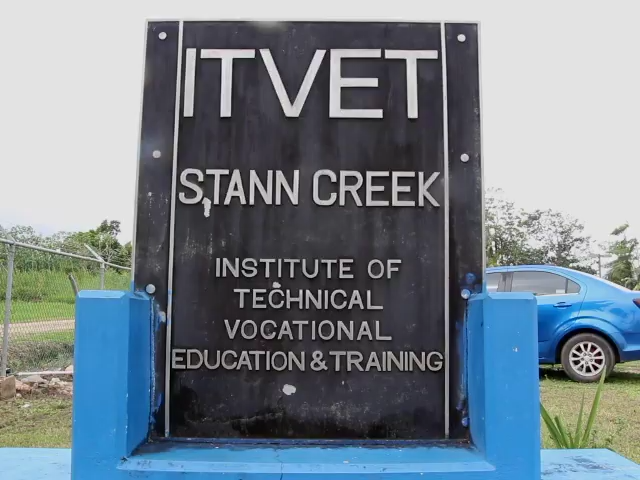 ITVET
STANN CREEK
INSTITUTE OF
TECHNICAL
VOCATIONAL
EDUCATION & TRAINING